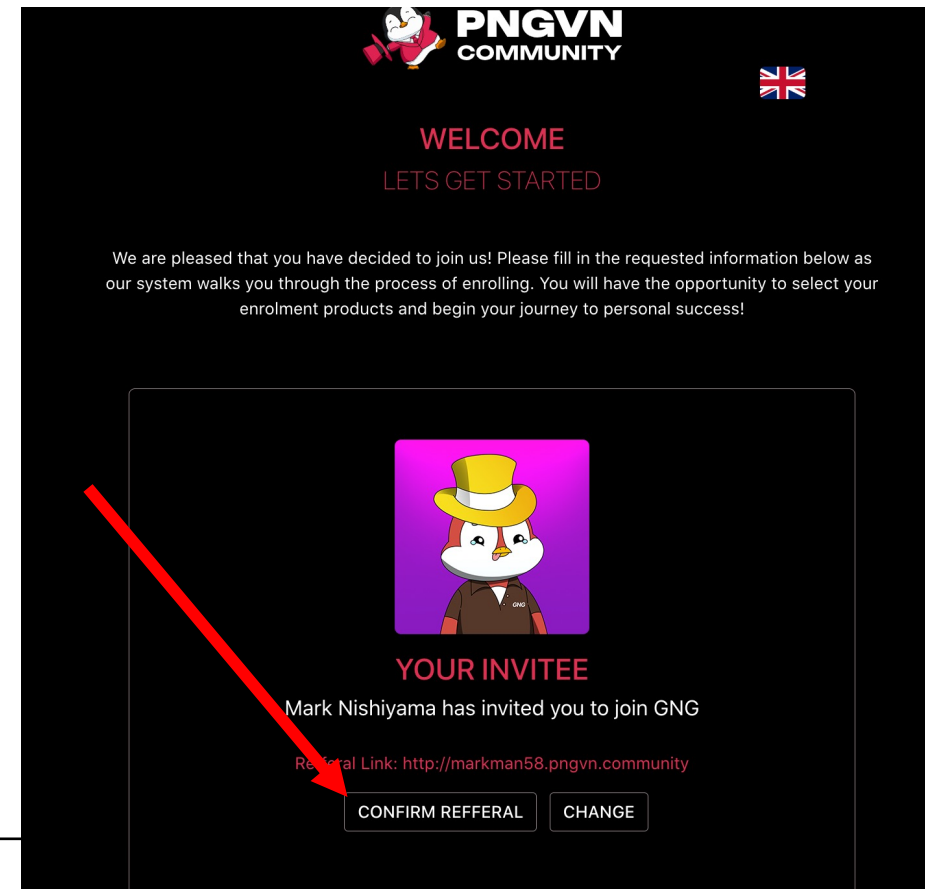 PNGVN
COMMUNITY
WELCOME
LETS GET STARTED
We are pleased that you have decided to join us! Please fill in the requested information below as
our system walks you through the process of enrolling. You will have the opportunity to select your
enrolment products and begin your journey to personal success!
GNG
YOUR INVITEE
Mark Nishiyama has invited you to join GNG
Referral Link: http://markman58.pngvn.community
CONFIRM REFFERAL
CHANGE